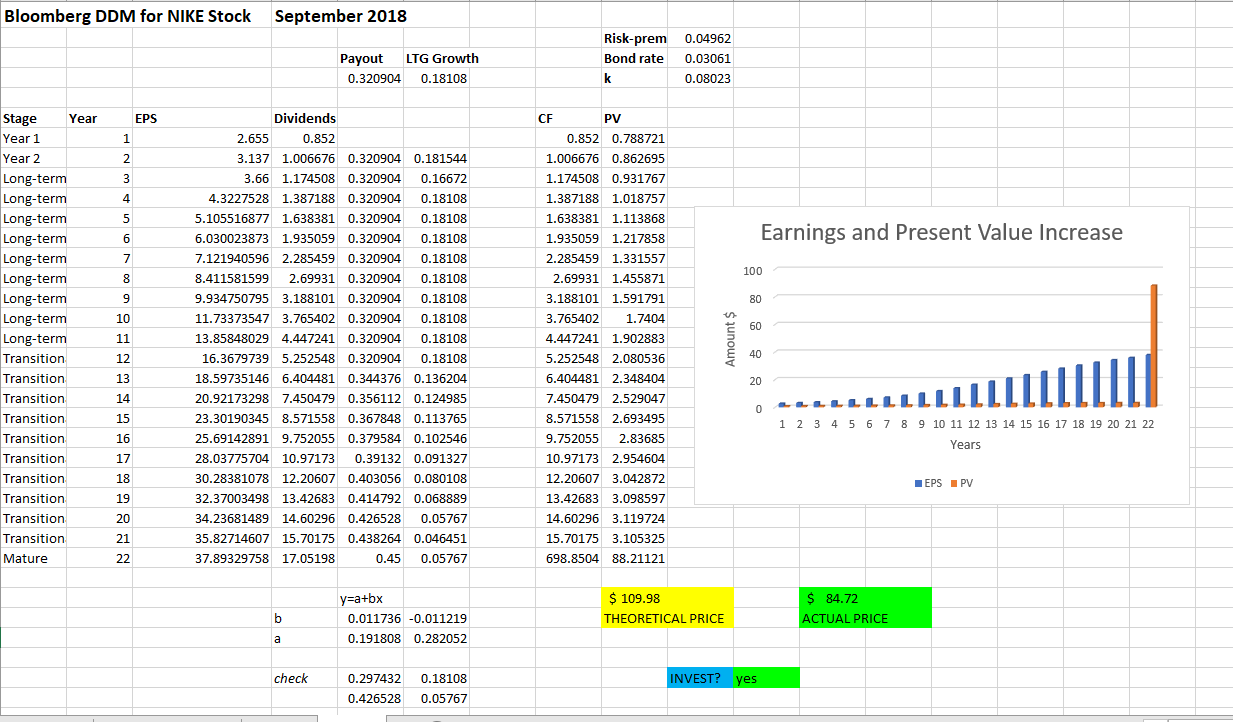 Bloomberg DDM for NIKE Stock September 2018
Risk-prem 0.04962
Payout LTG Growth Bond rate 0.03061
0.320904 0.18108 k 0.08023
Stage Year EPS Dividends CF PV
Year 1 1 2.655 0.852 0.852 0.788721
Year 2 2 3.137 1.006676 0.320904 0.181544 1.006676 0.862695
Long-term 3 3.66 1.174508 0.320904 0.16672 1.174508 0.931767
Long-term 4 4.3227528 1.387188 0.320904 0.18108 1.387188 1.018757
Long-term 5 5.105516877 1.638381 0.320904 0.18108 1.638381 1.113868
Long-term 6 6.030023873 1.935059 0.320904 0.18108 1.935059 1.217858
Long-term 7 7.121940596 2.285459 0.320904 0.18108 2.285459 1.331557
Long-term 8 8.411581599 2.69931 0.320904 0.18108 2.69931 1.455871
Long-term 9 9.934750795 3.188101 0.320904 0.18108 3.188101 1.591791
Long-term 10 11.73373547 3.765402 0.320904 0.18108 3.765402 1.7404
Long-term 11 13.85848029 4.447241 0.320904 0.18108 4.447241 1.902883
Transition 12 16.3679739 5.252548 0.320904 0.18108 5.252548 2.080536
Transition 13 18.59735146 6.404481 0.344376 0.136204 6.404481 2.348404
Transition 14 20.92173298 7.450479 0.356112 0.124985 7.450479 2.529047
Transition 15 23.30190345 8.571558 0.367848 0.113765 8.571558 2.693495
Transition 16 25.69142891 9.752055 0.379584 0.102546 9.752055 2.83685
Transition 17 28.03775704 10.97173 0.39132 0.091327 10.97173 2.954604
Transition 18 30.28381078 12.20607 0.403056 0.080108 12.20607 3.042872
Transition 19 32.37003498 13.42683 0.414792 0.068889 13.42683 3.098597
Transition 20 34.23681489 14.60296 0.426528 0.05767 14.60296 3.119724
Transition 21 35.82714607 15.70175 0.438264 0.046451 15.70175 3.105325
Mature 22 37.89329758 17.05198 0.45 0.05767 698.8504 88.21121
Earnings and Present Value Increase
Amount $
100
80
60
40
20
0
1 2 3 4 5 6 7 8 9 10 11 12 13 14 15 16 17 18 19 20 21 22
Years
EPS PV
y=a+bx $ 109.98 $ 84.72
b 0.011736 -0.011219 THEORETICAL PRICE ACTUAL PRICE
a 0.191808 0.282052
check 0.297432 0.18108 INVEST? yes
0.426528 0.05767